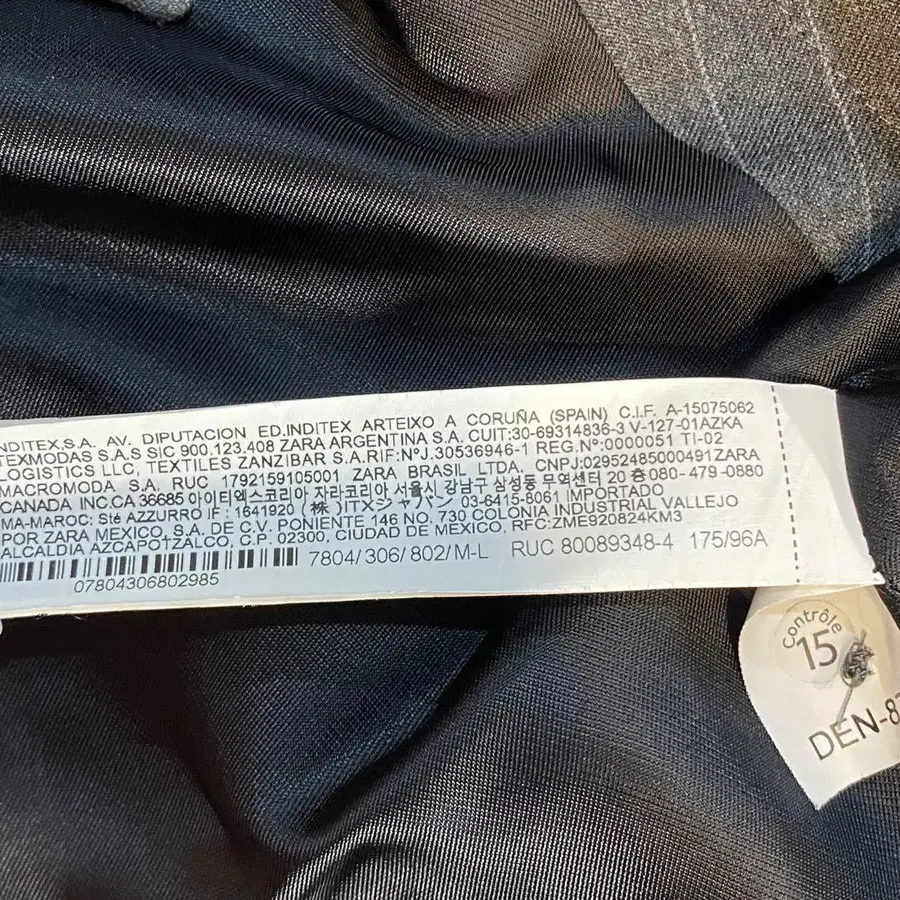 INDITEX,S.A. AV. DIPUTACION ED.INDITEX ARTEIXO A CORUÑA (SPAIN) C.I.F. A-15075062
TEXMODAS S.A.S SIC 900.123.408 ZARA ARGENTINA S.A. CUIT:30-69314836-3 V-127-01AZKA
LOGISTICS LLC, TEXTILES ZANZIBAR S.A.RIF:NºJ.30536946-1 REG.Nº:0000051 TI-02
MACROMODA S.A. RUC 1792159105001 ZARA BRASIL LTDA. CNPJ:02952485000491ZARA
CANADA INC.CA 36685 아이티엑스코리아 자라코리아 서울시 강남구 삼성동 무역센터 20 층 080-479-0880
MA-MAROC: Sté AZZURRO IF : 1641920 (株) ITXジャパン 03-6415-8061 IMPORTADO
POR ZARA MEXICO, S.A. DE C.V. PONIENTE 146 NO. 730 COLONIA INDUSTRIAL VALLEJO
ALCALDIA AZCAPOTZALCO. C.P. 02300, CIUDAD DE MEXICO. RFC:ZME920824KM3
7804/306/802/M-L RUC 80089348-4 175/96A
07804306802985
Contrôle
15
DEN-87